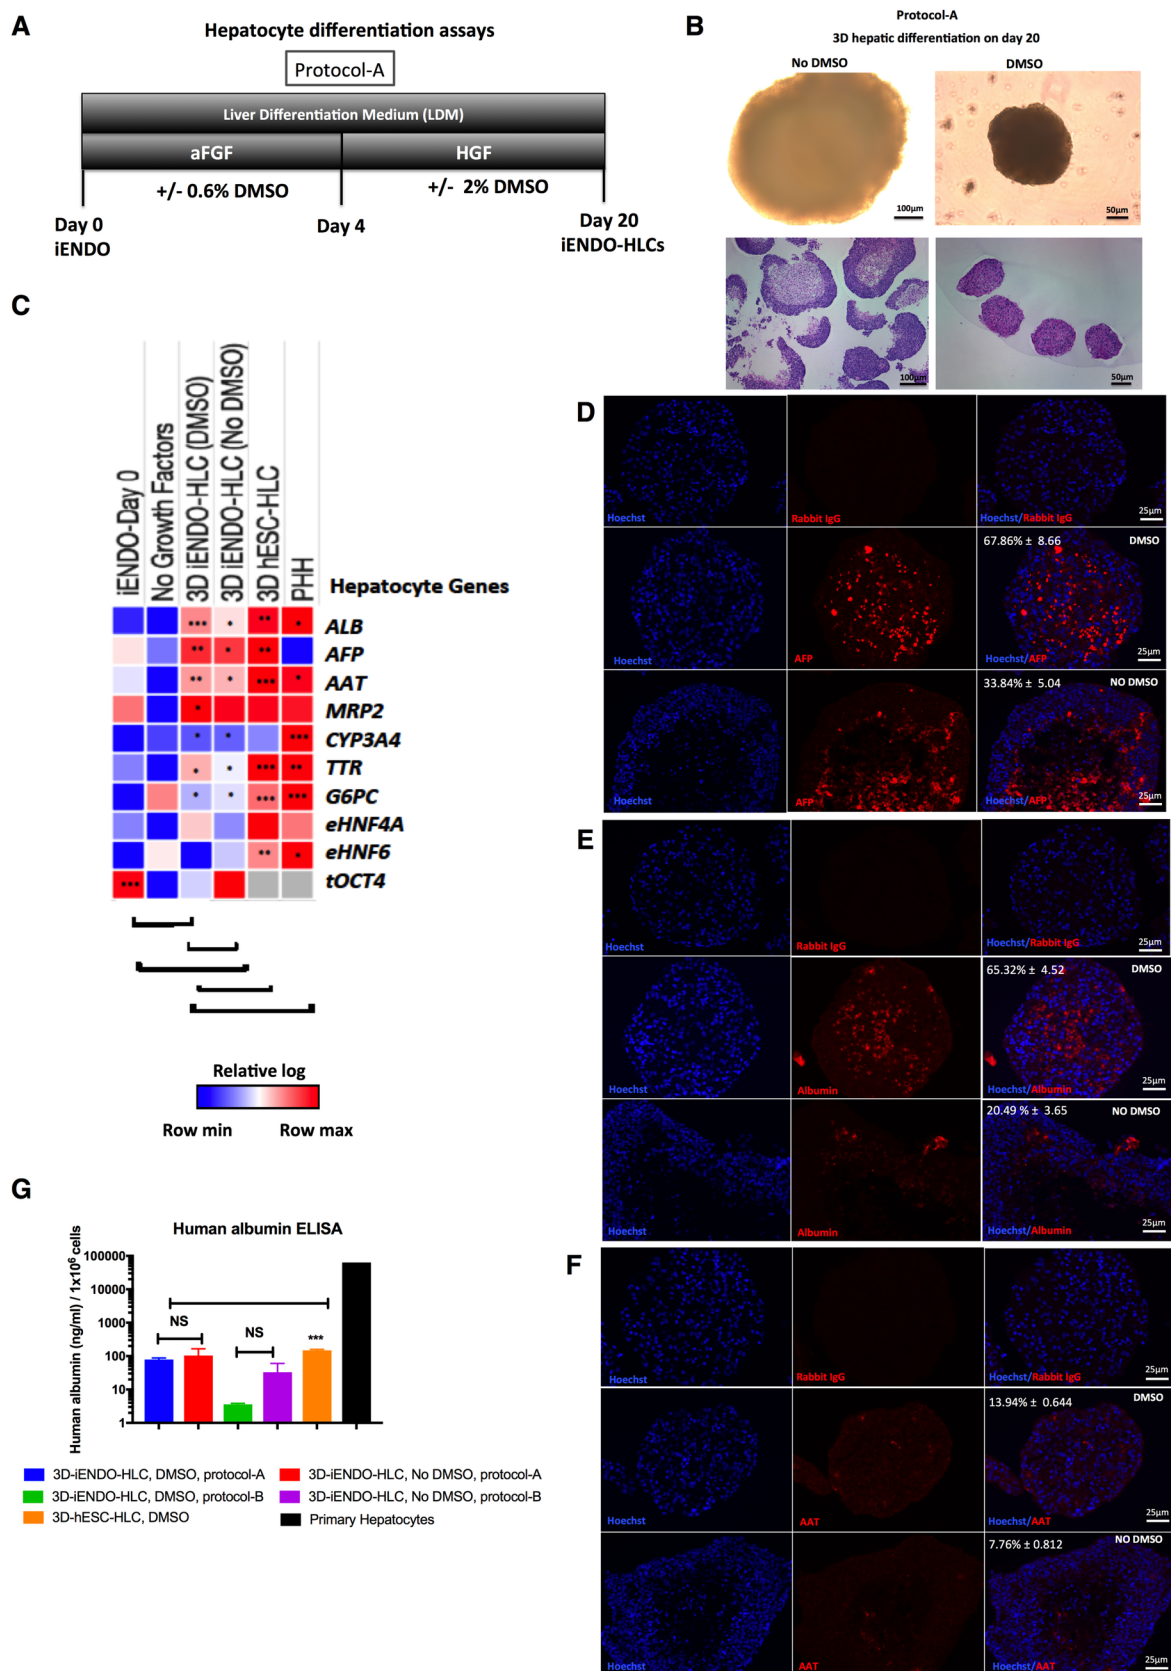 A
Hepatocyte differentiation assays
Protocol-A
Liver Differentiation Medium (LDM)
aFGF
HGF
+/- 0.6% DMSO
+/- 2% DMSO
Day 0
iENDO
Day 4
Day 20
iENDO-HLCs
B
Protocol-A
3D hepatic differentiation on day 20
No DMSO
DMSO
100µm
50µm
100µm
50µm
C
iENDO-Day 0
No Growth Factors
3D iENDO-HLC (DMSO)
3D iENDO-HLC (No DMSO)
3D hESC-HLC
PHH
Hepatocyte Genes
*** * ** * ALB
** * ** AFP
** * *** * AAT
* MRP2
* * *** CYP3A4
* * *** ** TTR
* * *** *** G6PC
eHNF4A
** * eHNF6
*** tOCT4
Relative log
Row min
Row max
D
Hoechst
Rabbit IgG
Hoechst/Rabbit IgG
25µm
67.86% ± 8.66
DMSO
Hoechst
AFP
Hoechst/AFP
25µm
33.84% ± 5.04
NO DMSO
Hoechst
AFP
Hoechst/AFP
25µm
E
Hoechst
Rabbit IgG
Hoechst/Rabbit IgG
25µm
65.32% ± 4.52
DMSO
Hoechst
Albumin
Hoechst/Albumin
25µm
20.49 % ± 3.65
NO DMSO
Hoechst
Albumin
Hoechst/Albumin
25µm
F
Hoechst
Rabbit IgG
Hoechst/Rabbit IgG
25µm
13.94% ± 0.644
DMSO
Hoechst
AAT
Hoechst/AAT
25µm
7.76% ± 0.812
NO DMSO
Hoechst
AAT
Hoechst/AAT
25µm
G
Human albumin ELISA
Human albumin (ng/ml) / 1x10⁶ cells
100000
10000
1000
100
10
1
NS
NS
***
3D-iENDO-HLC, DMSO, protocol-A
3D-iENDO-HLC, No DMSO, protocol-A
3D-iENDO-HLC, DMSO, protocol-B
3D-iENDO-HLC, No DMSO, protocol-B
3D-hESC-HLC, DMSO
Primary Hepatocytes